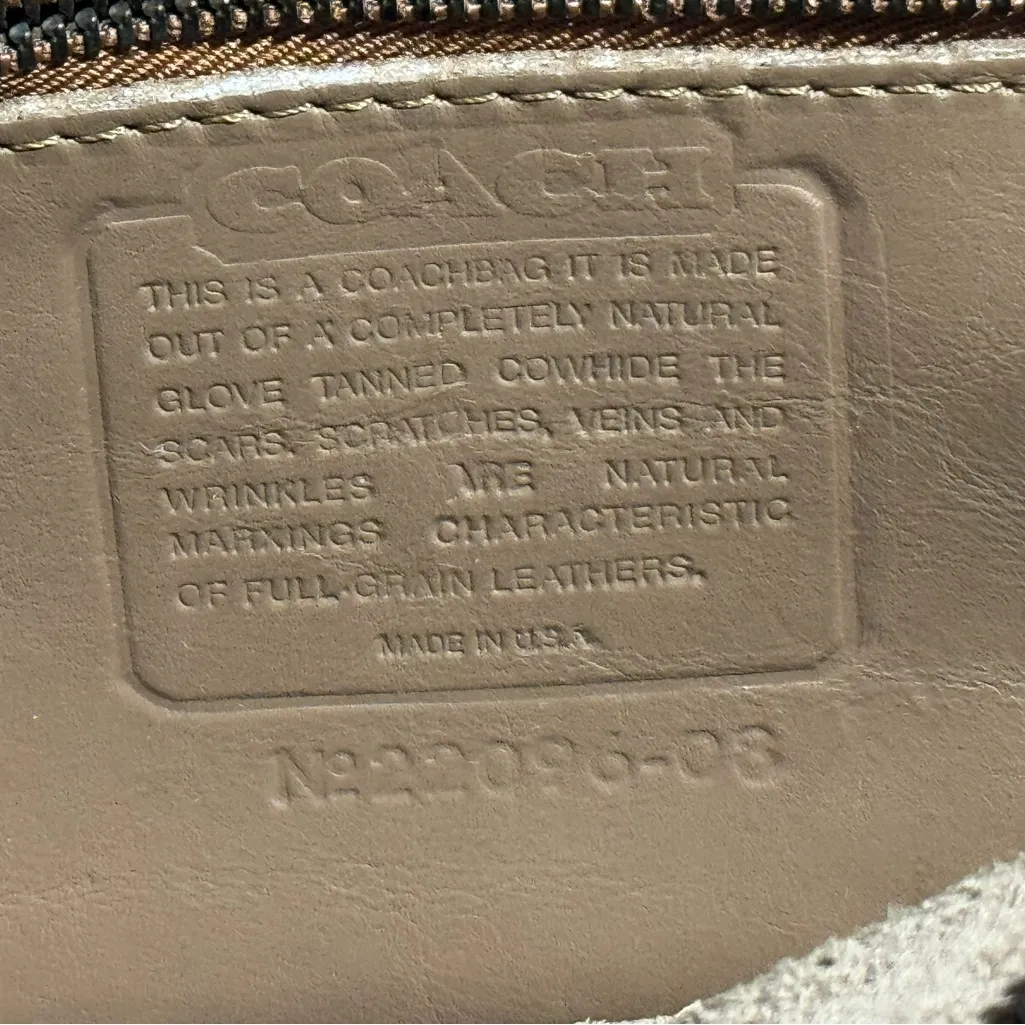 COACH
THIS IS A COACHBAG IT IS MADE
OUT OF A COMPLETELY NATURAL
GLOVE TANNED COWHIDE THE
SCARS, SCRATCHES, VEINS AND
WRINKLES ARE NATURAL
MARKINGS CHARACTERISTIC
OF FULL-GRAIN LEATHERS.
MADE IN U.S.A.